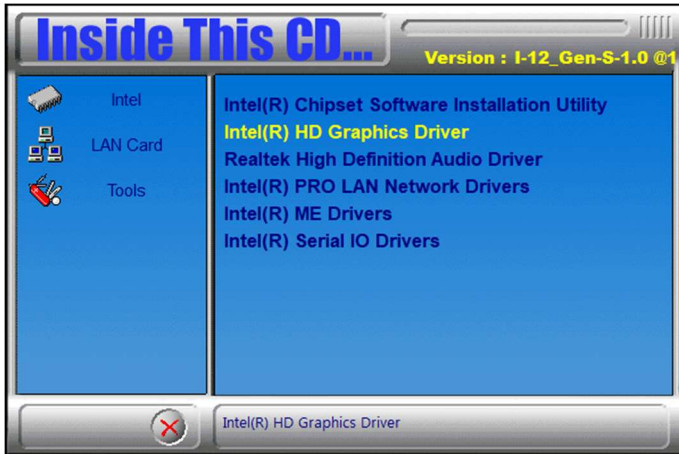 Inside This CD...
Version : I-12_Gen-S-1.0 @1
Intel
LAN Card
Tools
Intel(R) Chipset Software Installation Utility
Intel(R) HD Graphics Driver
Realtek High Definition Audio Driver
Intel(R) PRO LAN Network Drivers
Intel(R) ME Drivers
Intel(R) Serial IO Drivers
Intel(R) HD Graphics Driver